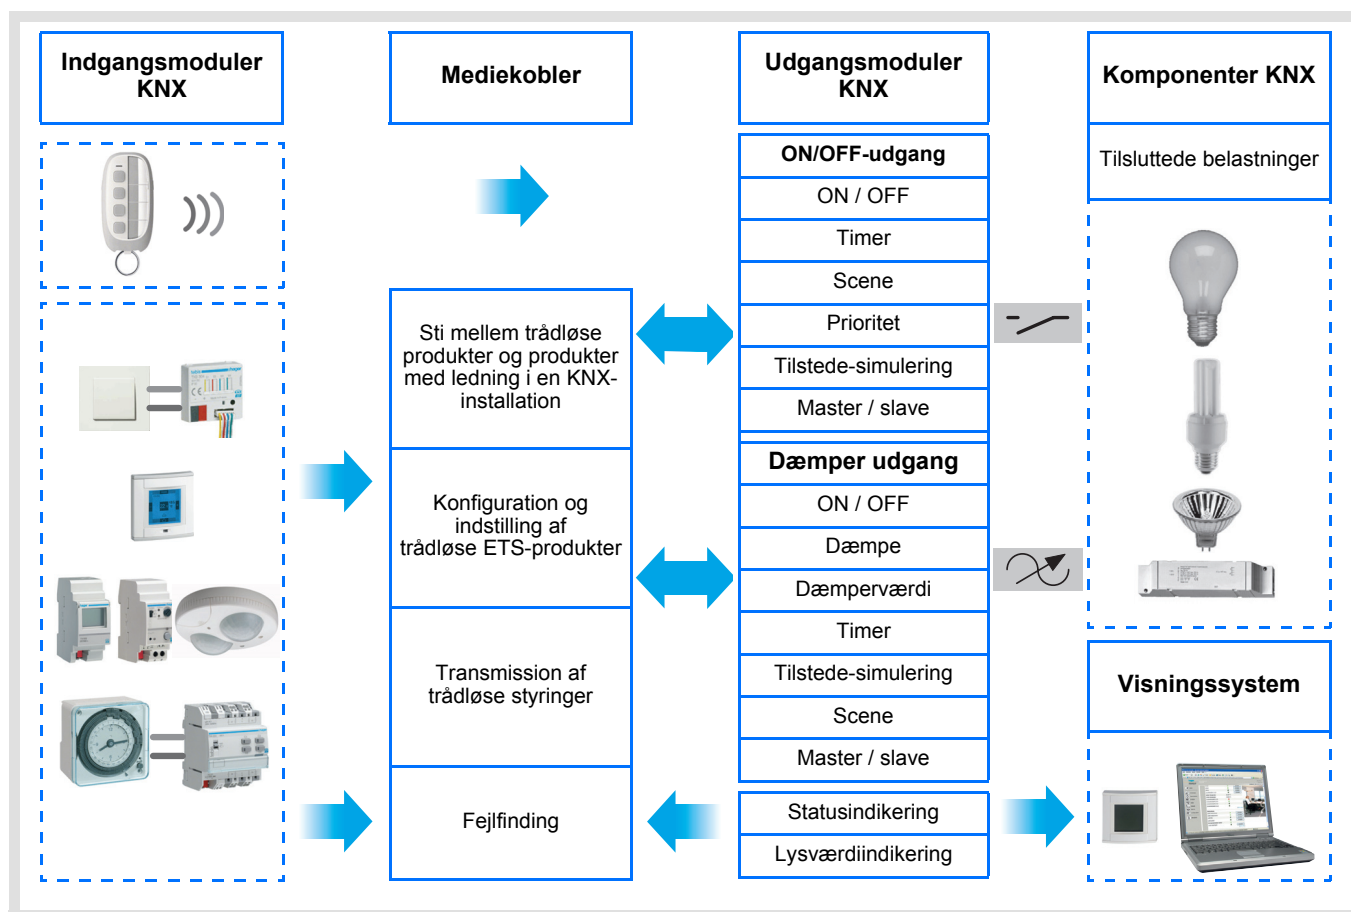 Indgangsmoduler
KNX
Mediekobler
Udgangsmoduler
KNX
Komponenter KNX
ON/OFF-udgang
ON / OFF
Timer
Scene
Prioritet
Tilstede-simulering
Master / slave
Tilsluttede belastninger
Sti mellem trådløse
produkter og produkter
med ledning i en KNX-
installation
Konfiguration og
indstilling af
trådløse ETS-produkter
Transmission af
trådløse styringer
Fejlfinding
Dæmper udgang
ON / OFF
Dæmpe
Dæmperværdi
Timer
Tilstede-simulering
Scene
Master / slave
Statusindikering
Lysværdiindikering
Visningssystem